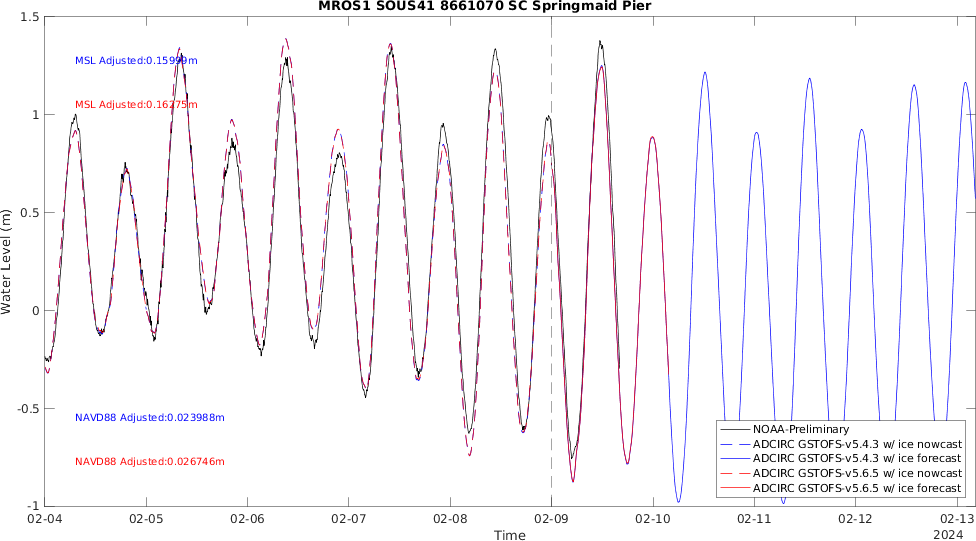 MROS1 SOUS41 8661070 SC Springmaid Pier
1.5
1
0.5
0
-0.5
-1
Water Level (m)
MSL Adjusted:0.15999m
MSL Adjusted:0.16275m
NAVD88 Adjusted:0.023988m
NAVD88 Adjusted:0.026746m
NOAA-Preliminary
ADCIRC GSTOFS-v5.4.3 w/ ice nowcast
ADCIRC GSTOFS-v5.4.3 w/ ice forecast
ADCIRC GSTOFS-v5.6.5 w/ ice nowcast
ADCIRC GSTOFS-v5.6.5 w/ ice forecast
02-04 02-05 02-06 02-07 02-08 02-09 02-10 02-11 02-12 02-13
Time
2024